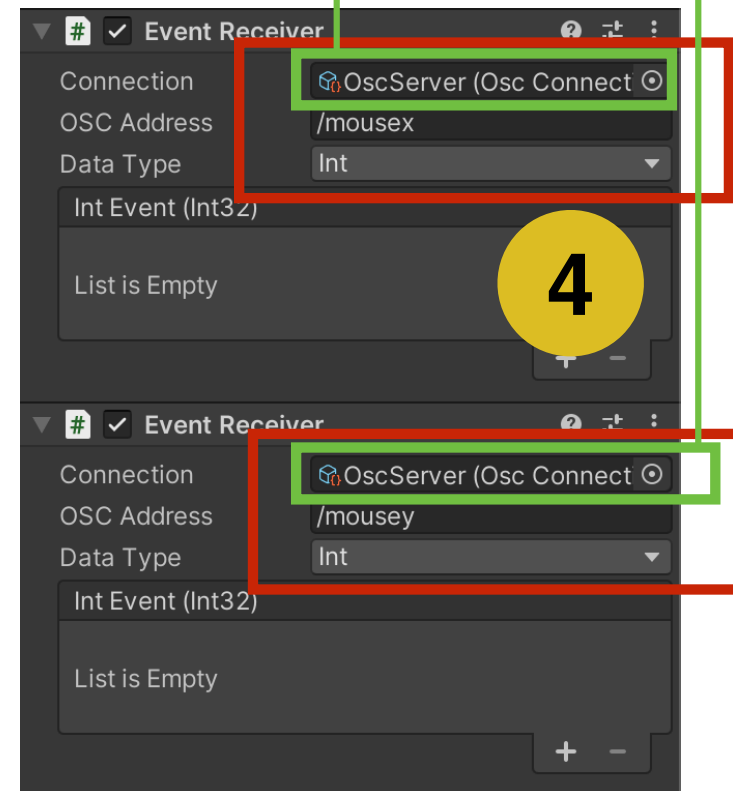 # Event Receiver
Connection OscServer (Osc Connect
OSC Address /mousex
Data Type Int
Int Event (Int32)
List is Empty
4
+ −
# Event Receiver
Connection OscServer (Osc Connect
OSC Address /mousey
Data Type Int
Int Event (Int32)
List is Empty
+ −